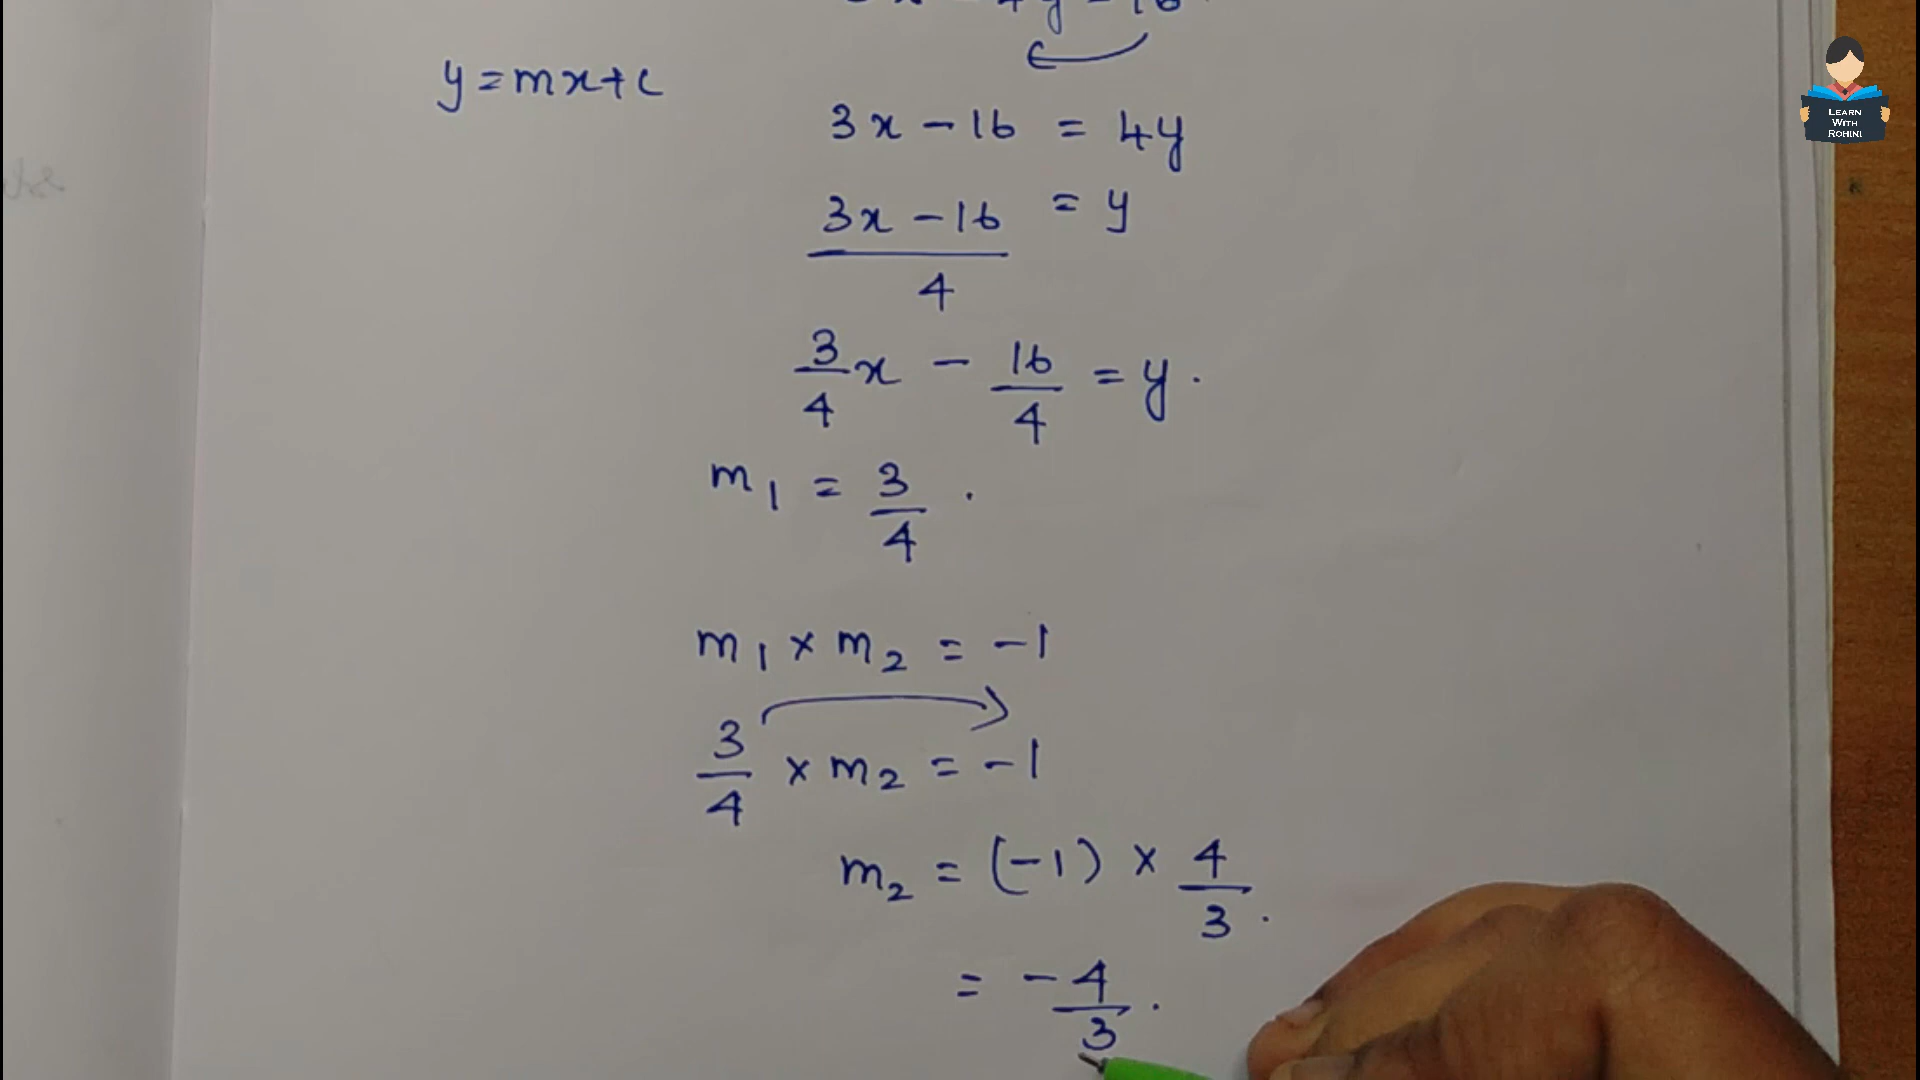 y = mx + c
3x - 16 = 4y
3x - 16 = y
4
3/4 x - 16/4 = y.
m1 = 3/4.
m1 × m2 = -1
3/4 × m2 = -1
m2 = (-1) × 4/3.
= -4/3.
LEARN
WITH
ROHINI